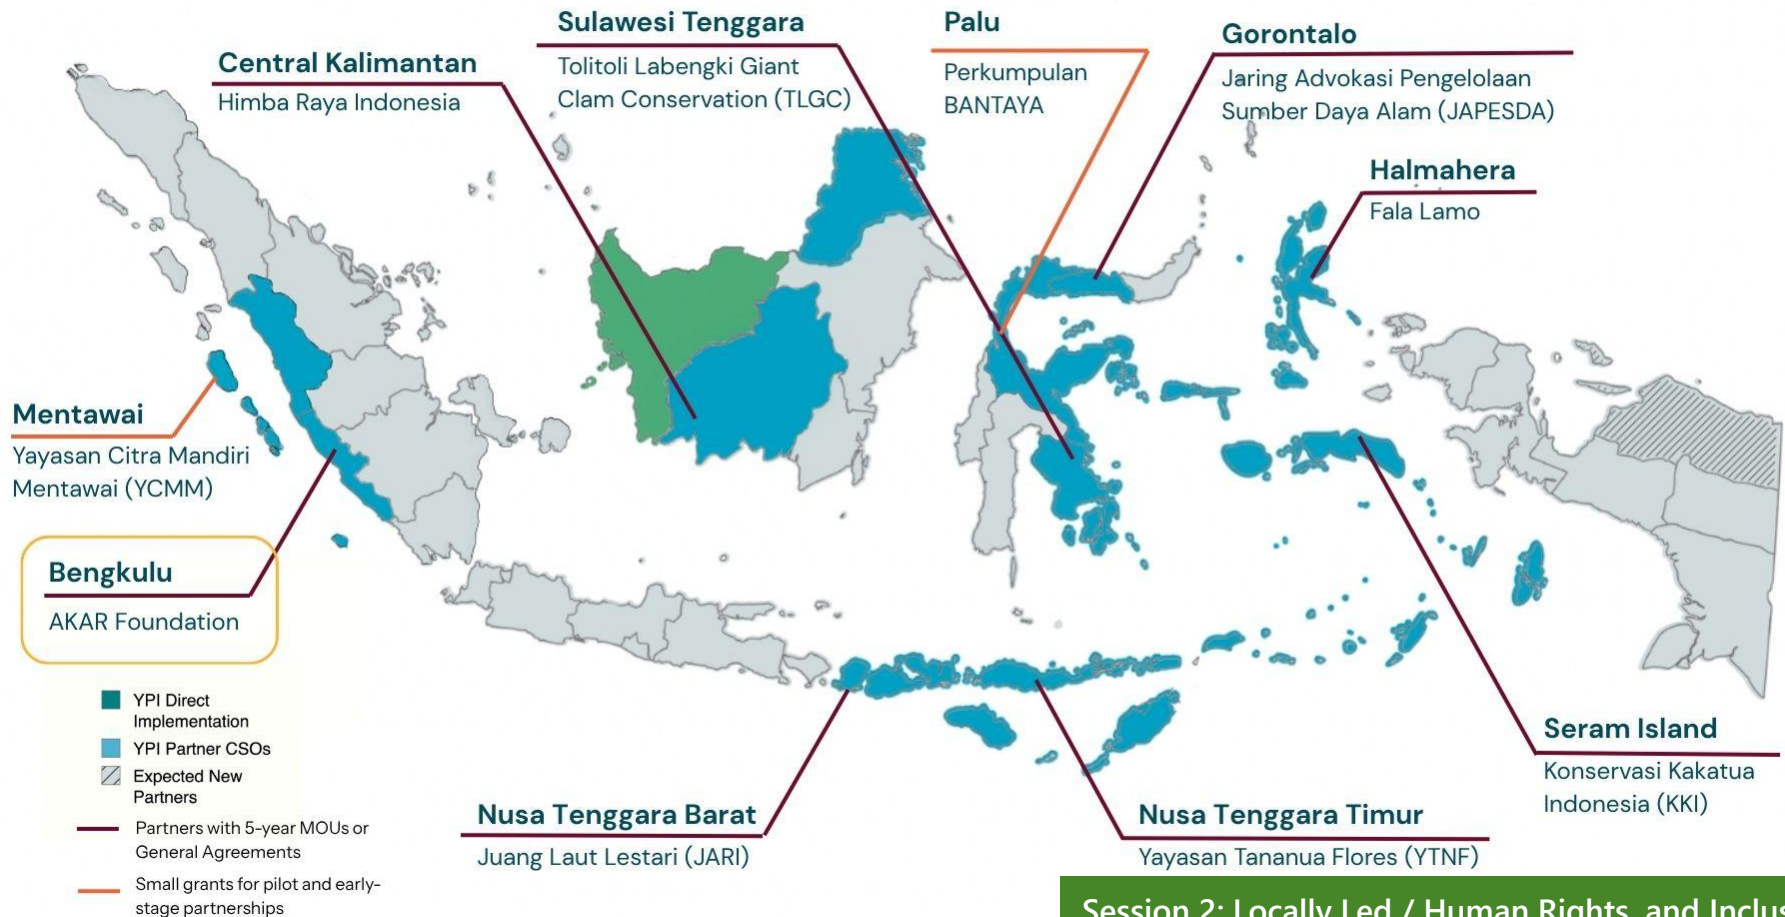 Sulawesi Tenggara
Tolitoli Labengki Giant
Clam Conservation (TLGC)
Palu
Perkumpulan
BANTAYA
Gorontalo
Jaring Advokasi Pengelolaan
Sumber Daya Alam (JAPESDA)
Central Kalimantan
Himba Raya Indonesia
Halmahera
Fala Lamo
Mentawai
Yayasan Citra Mandiri
Mentawai (YCMM)
Bengkulu
AKAR Foundation
YPI Direct
Implementation
YPI Partner CSOs
Expected New
Partners
Partners with 5-year MOUs or
General Agreements
Small grants for pilot and early-
stage partnerships
Nusa Tenggara Barat
Juang Laut Lestari (JARI)
Nusa Tenggara Timur
Yayasan Tananua Flores (YTNF)
Seram Island
Konservasi Kakatua
Indonesia (KKI)
Session 2: Locally Led / Human Rights, and Inclus